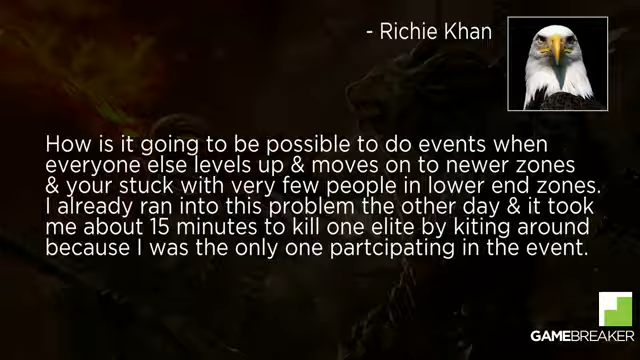 - Richie Khan
How is it going to be possible to do events when
everyone else levels up & moves on to newer zones
& your stuck with very few people in lower end zones.
I already ran into this problem the other day & it took
me about 15 minutes to kill one elite by kiting around
because I was the only one partcipating in the event.
GAMEBREAKER